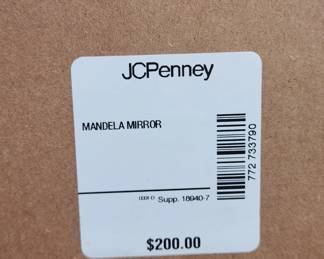 JCPenney
MANDELA MIRROR
772 733790
Supp. 18940-7
$200.00